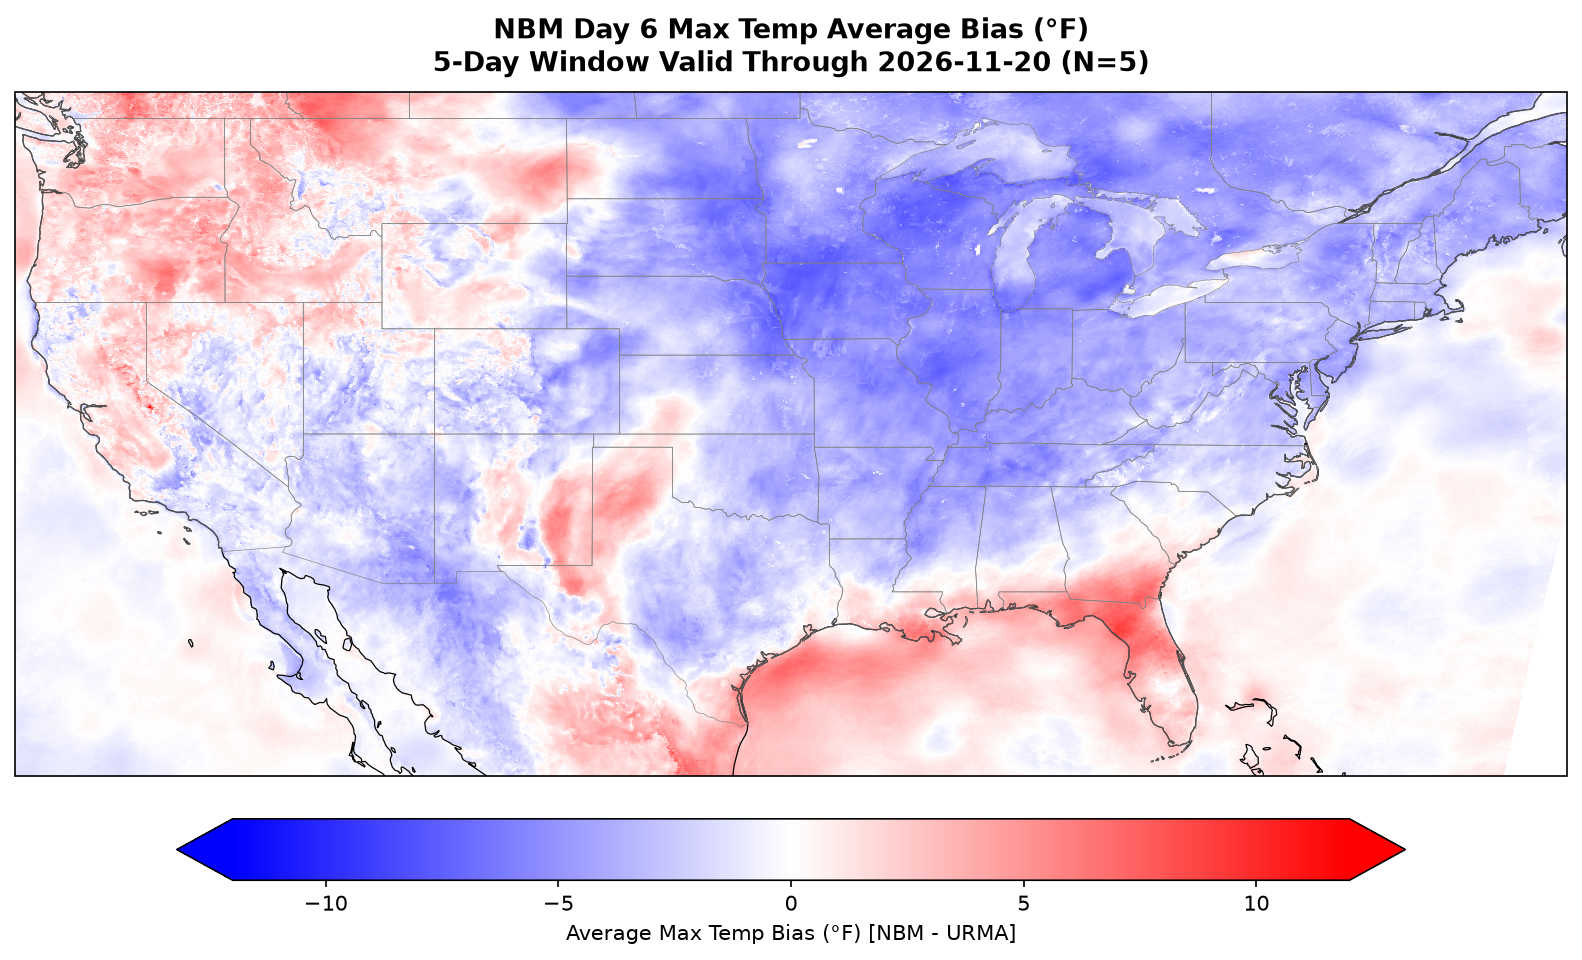 NBM Day 6 Max Temp Average Bias (°F)
5-Day Window Valid Through 2026-11-20 (N=5)
−10 −5 0 5 10
Average Max Temp Bias (°F) [NBM - URMA]